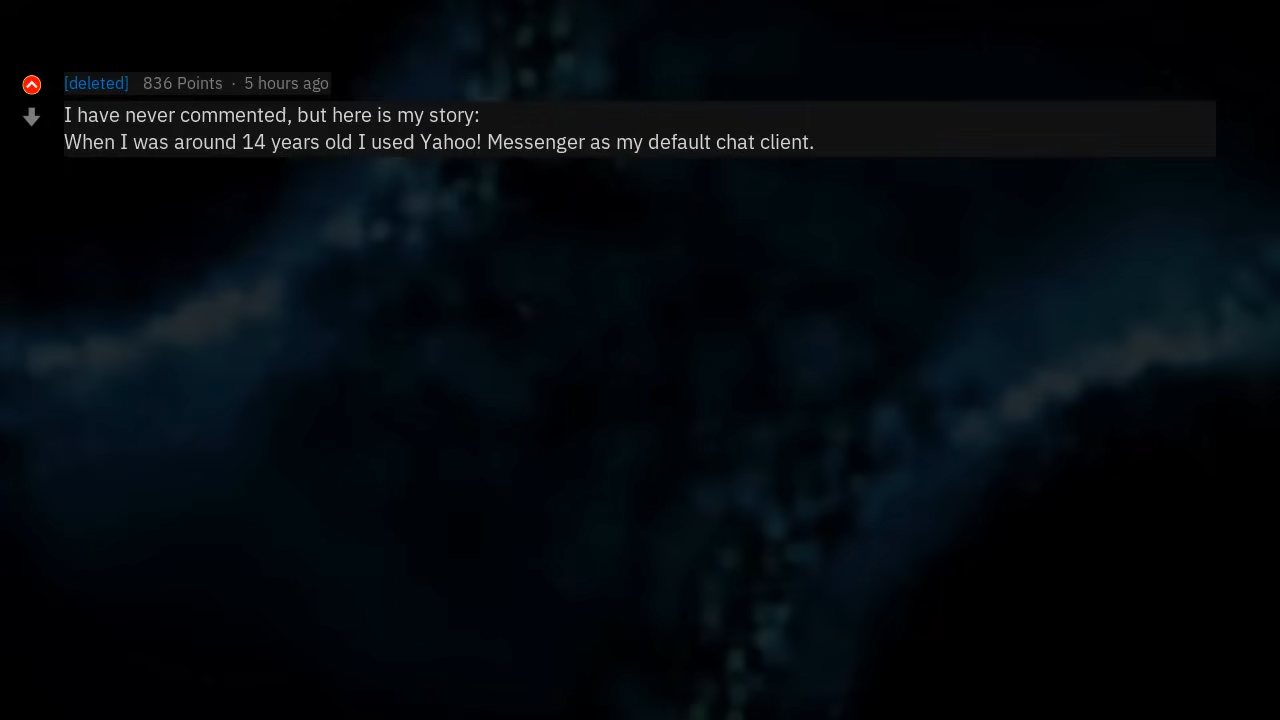 [deleted] 836 Points · 5 hours ago
I have never commented, but here is my story:
When I was around 14 years old I used Yahoo! Messenger as my default chat client.